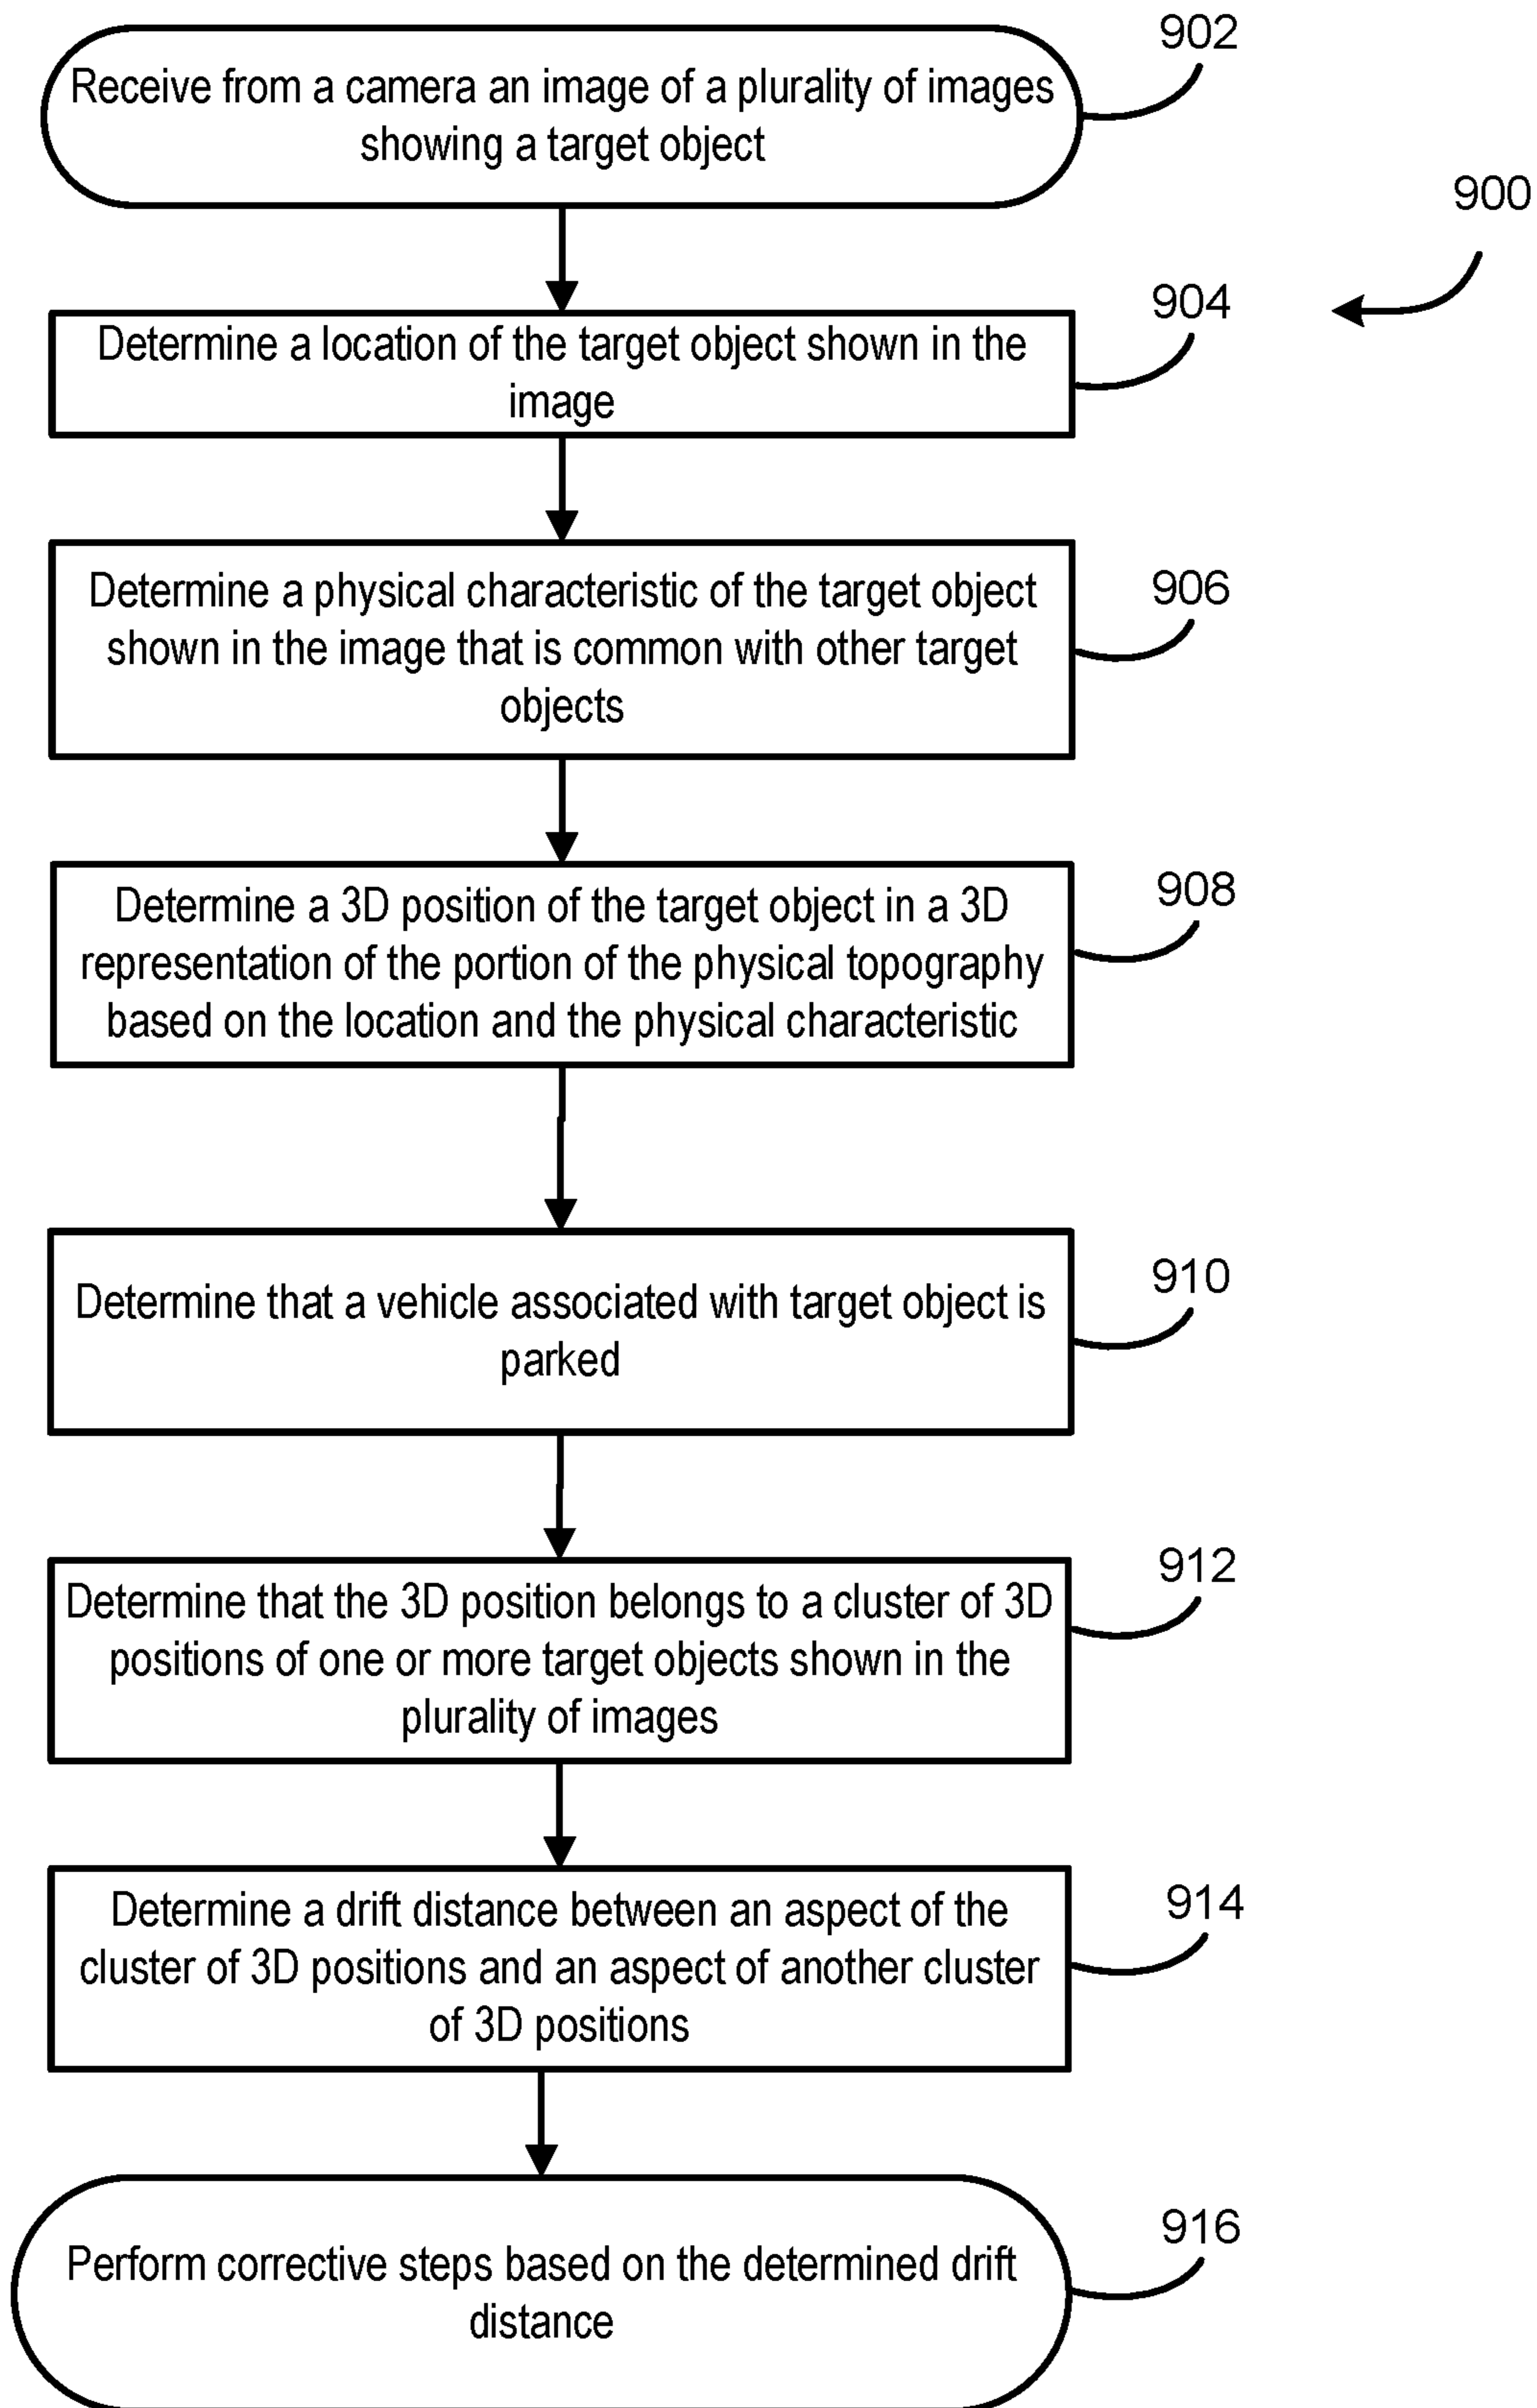 902
Receive from a camera an image of a plurality of images
showing a target object
900
904
Determine a location of the target object shown in the
image
906
Determine a physical characteristic of the target object
shown in the image that is common with other target
objects
908
Determine a 3D position of the target object in a 3D
representation of the portion of the physical topography
based on the location and the physical characteristic
910
Determine that a vehicle associated with target object is
parked
912
Determine that the 3D position belongs to a cluster of 3D
positions of one or more target objects shown in the
plurality of images
914
Determine a drift distance between an aspect of the
cluster of 3D positions and an aspect of another cluster
of 3D positions
916
Perform corrective steps based on the determined drift
distance